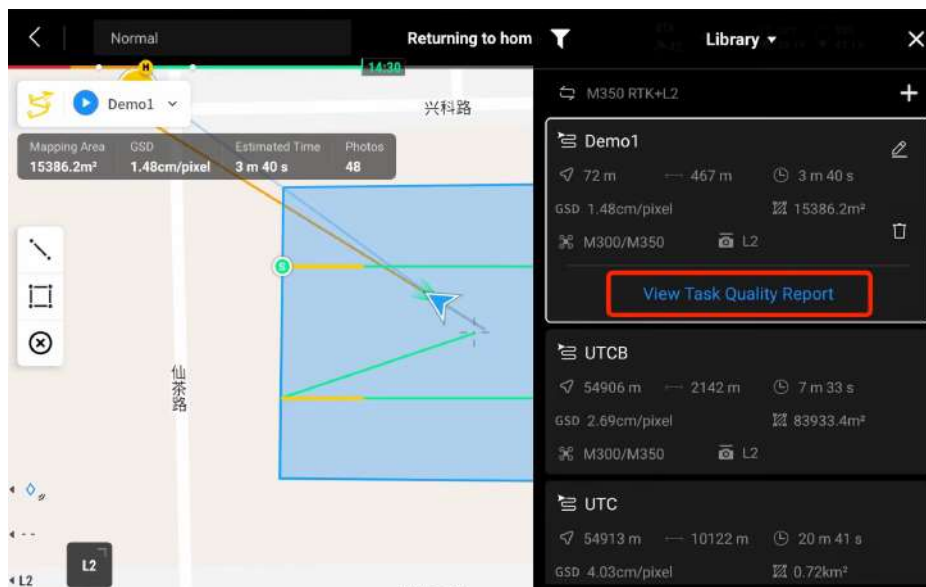 Normal
Returning to hom
Library
14:30
Demo1
兴科路
Mapping Area GSD Estimated Time Photos
15386.2m² 1.48cm/pixel 3 m 40 s 48
S
H
仙茶路
L2
L2
M350 RTK+L2
Demo1
72 m 467 m 3 m 40 s
GSD 1.48cm/pixel 15386.2m²
M300/M350 L2
View Task Quality Report
UTCB
54906 m 2142 m 7 m 33 s
GSD 2.69cm/pixel 83933.4m²
M300/M350 L2
UTC
54913 m 10122 m 20 m 41 s
GSD 4.03cm/pixel 0.72km²